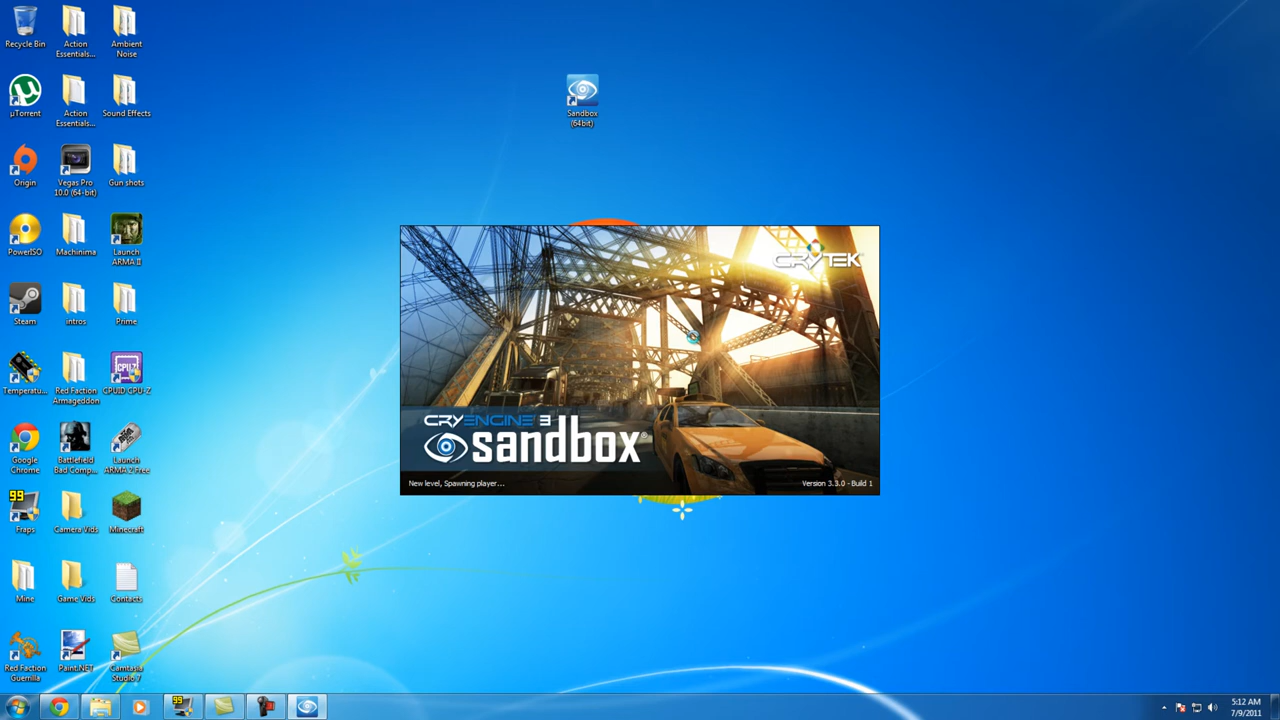 Recycle Bin
Action
Essentials...
Ambient
Noise
µTorrent
Action
Essentials...
Sound Effects
Origin
Vegas Pro
10.0 (64-bit)
Gun shots
PowerISO
Machinima
Launch
ARMA II
Steam
intros
Prime
Temperatu...
Red Faction
Armageddon
CPUID CPU-Z
Google
Chrome
Battlefield
Bad Comp...
Launch
ARMA 2 Free
99
Fraps
Camera Vids
Minecraft
Mine
Game Vids
Contacts
Red Faction
Guerrilla
Paint.NET
Camtasia
Studio 7
Sandbox
(64bit)
CRYTEK
CRYENGINE 3
sandbox®
New level, Spawning player...
Version 3.3.0 - Build 1
99
5:12 AM
7/9/2011